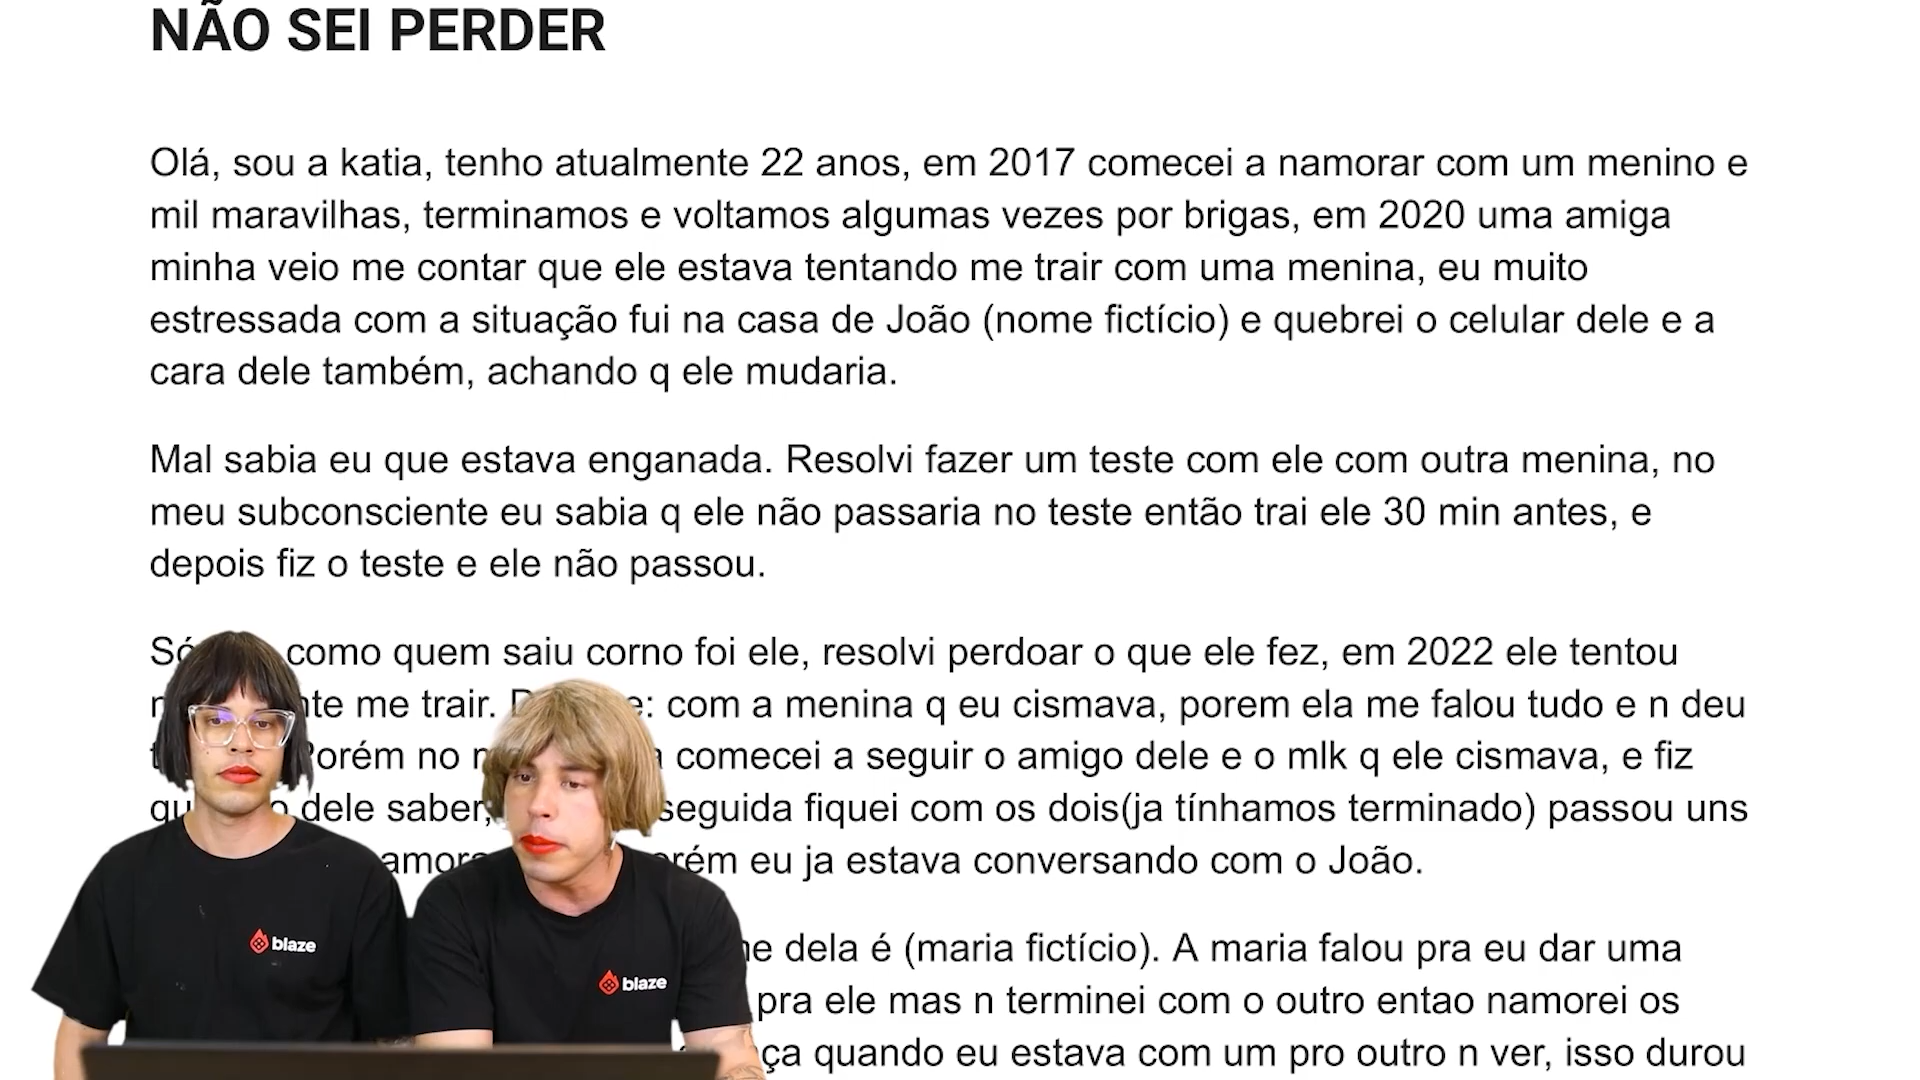 NÃO SEI PERDER
Olá, sou a katia, tenho atualmente 22 anos, em 2017 comecei a namorar com um menino e
mil maravilhas, terminamos e voltamos algumas vezes por brigas, em 2020 uma amiga
minha veio me contar que ele estava tentando me trair com uma menina, eu muito
estressada com a situação fui na casa de João (nome fictício) e quebrei o celular dele e a
cara dele também, achando q ele mudaria.
Mal sabia eu que estava enganada. Resolvi fazer um teste com ele com outra menina, no
meu subconsciente eu sabia q ele não passaria no teste então trai ele 30 min antes, e
depois fiz o teste e ele não passou.
como quem saiu corno foi ele, resolvi perdoar o que ele fez, em 2022 ele tentou
me trair. com a menina q eu cismava, porem ela me falou tudo e n deu
Porém no comecei a seguir o amigo dele e o mlk q ele cismava, e fiz
dele saber, seguida fiquei com os dois(ja tínhamos terminado) passou uns
eu ja estava conversando com o João.
dela é (maria fictício). A maria falou pra eu dar uma
pra ele mas n terminei com o outro entao namorei os
quando eu estava com um pro outro n ver, isso durou
blaze
blaze